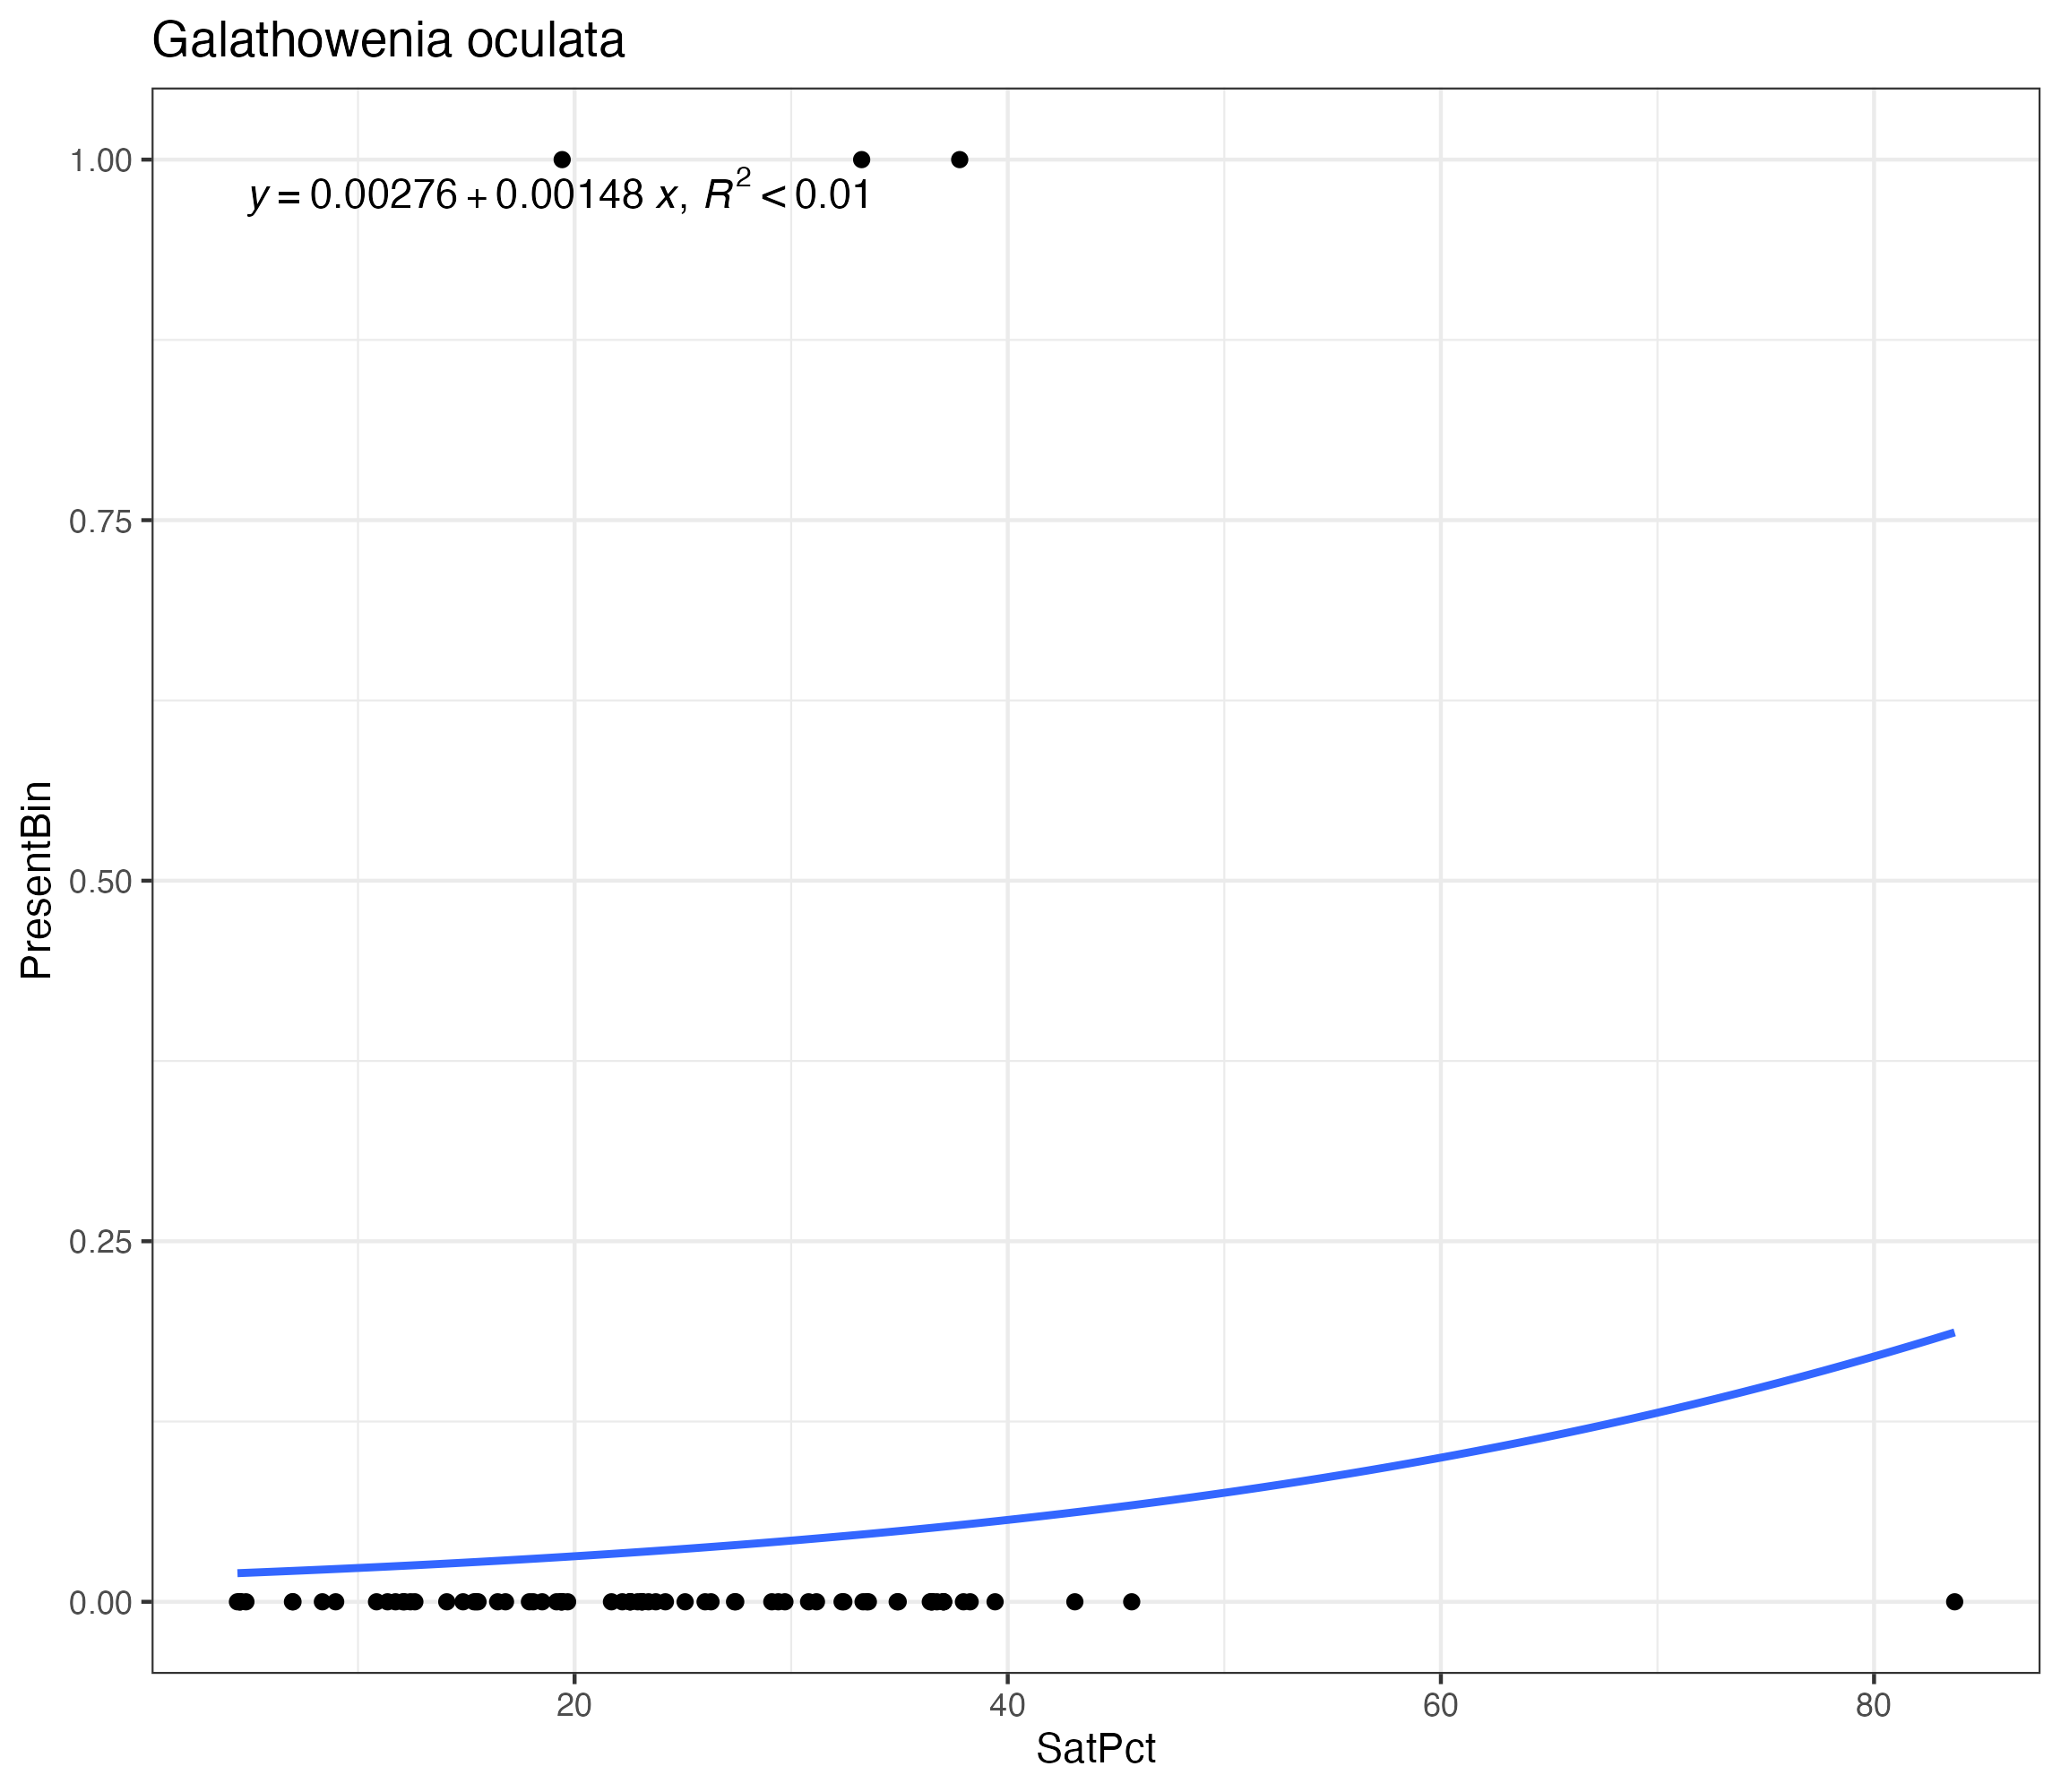 Galathowenia oculata
1.00
y = 0.00276 + 0.00148 x, R² < 0.01
0.75
PresentBin
0.50
0.25
0.00
20 40 60 80
SatPct